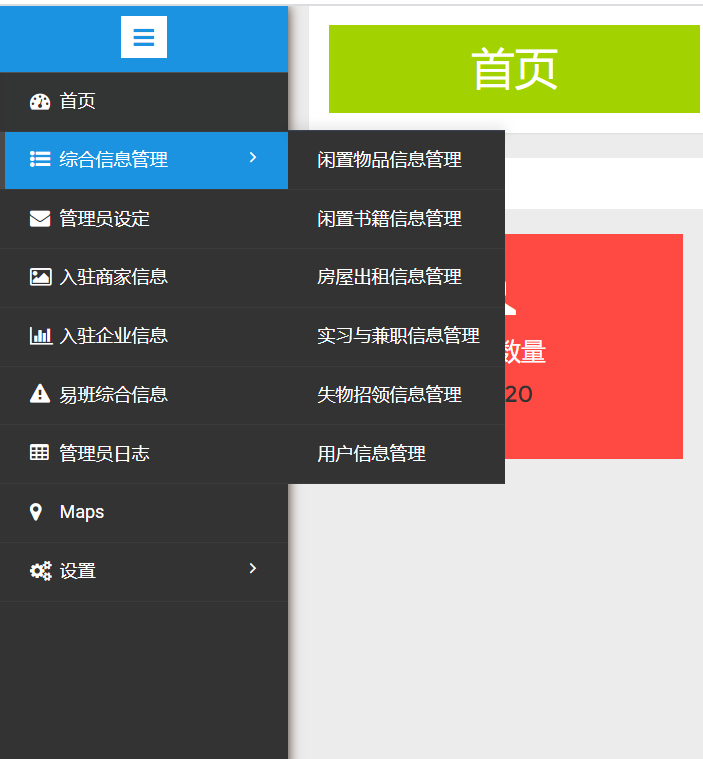 首页
首页
综合信息管理
闲置物品信息管理
管理员设定
闲置书籍信息管理
入驻商家信息
房屋出租信息管理
入驻企业信息
实习与兼职信息管理
数量
易班综合信息
失物招领信息管理
20
管理员日志
用户信息管理
Maps
设置